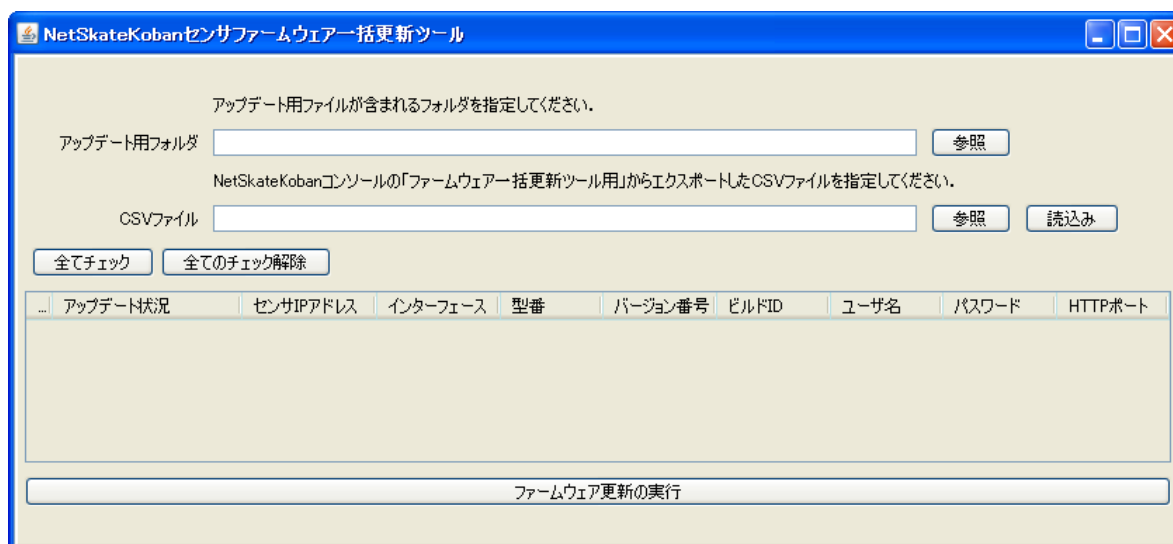 NetSkateKobanセンサファームウェア一括更新ツール
アップデート用ファイルが含まれるフォルダを指定してください.
アップデート用フォルダ 参照
NetSkateKobanコンソールの「ファームウェア一括更新ツール用」からエクスポートしたCSVファイルを指定してください.
CSVファイル 参照 読込み
全てチェック 全てのチェック解除
... アップデート状況 センサIPアドレス インターフェース 型番 バージョン番号 ビルドID ユーザ名 パスワード HTTPポート
ファームウェア更新の実行